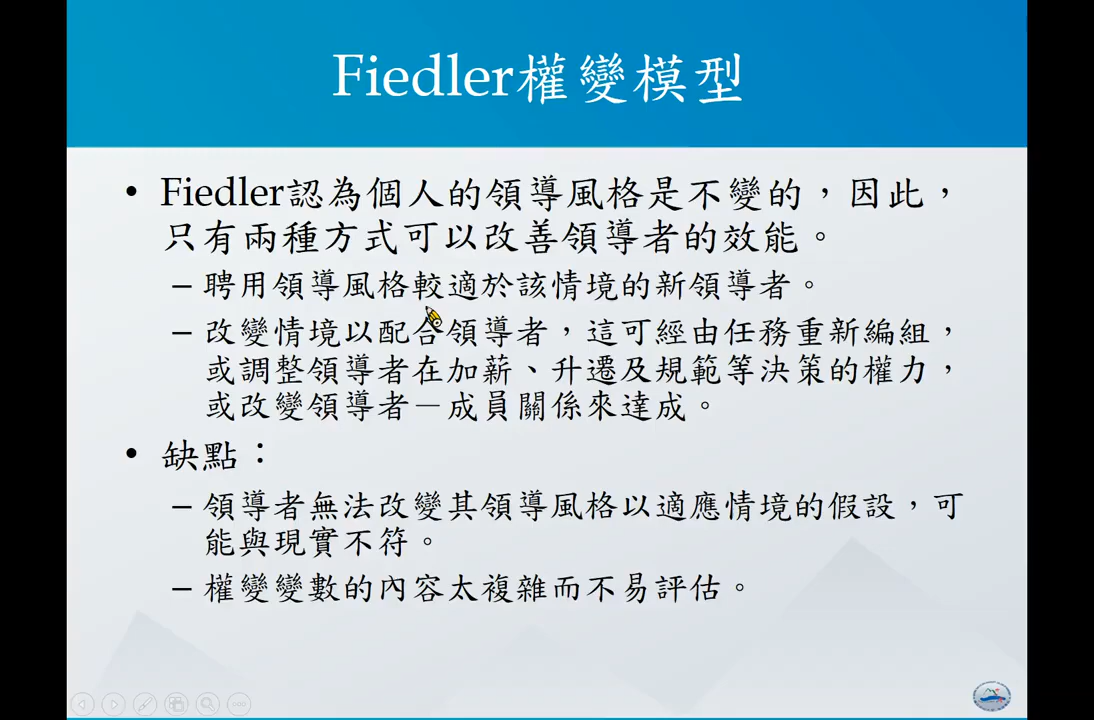 Fiedler權變模型
• Fiedler認為個人的領導風格是不變的，因此，
只有兩種方式可以改善領導者的效能。
– 聘用領導風格較適於該情境的新領導者。
– 改變情境以配合領導者，這可經由任務重新編組，
或調整領導者在加薪、升遷及規範等決策的權力，
或改變領導者－成員關係來達成。
• 缺點：
– 領導者無法改變其領導風格以適應情境的假設，可
能與現實不符。
– 權變變數的內容太複雜而不易評估。